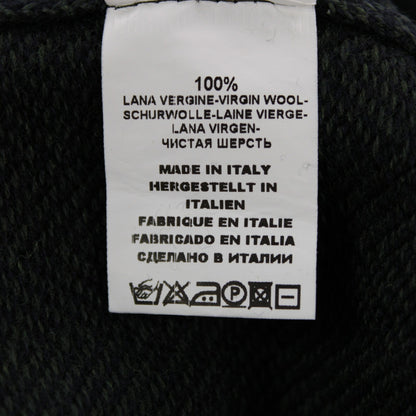 100%
LANA VERGINE-VIRGIN WOOL-
SCHURWOLLE-LAINE VIERGE-
LANA VIRGEN-
ЧИСТАЯ ШЕРСТЬ
MADE IN ITALY
HERGESTELLT IN
ITALIEN
FABRIQUE EN ITALIE
FABRICADO EN ITALIA
СДЕЛАНО В ИТАЛИИ
P